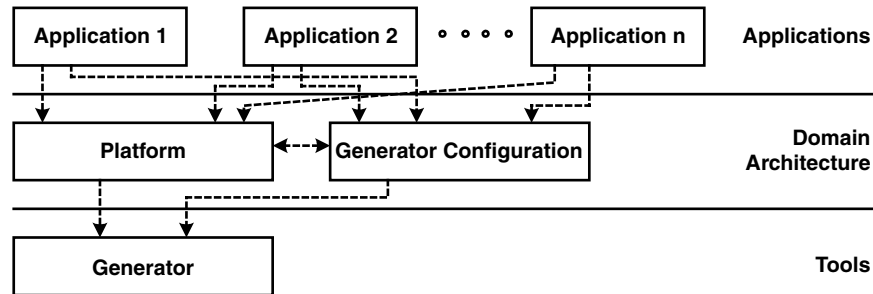 Application 1
Application 2
Application n
Applications
Platform
Generator Configuration
Domain
Architecture
Generator
Tools